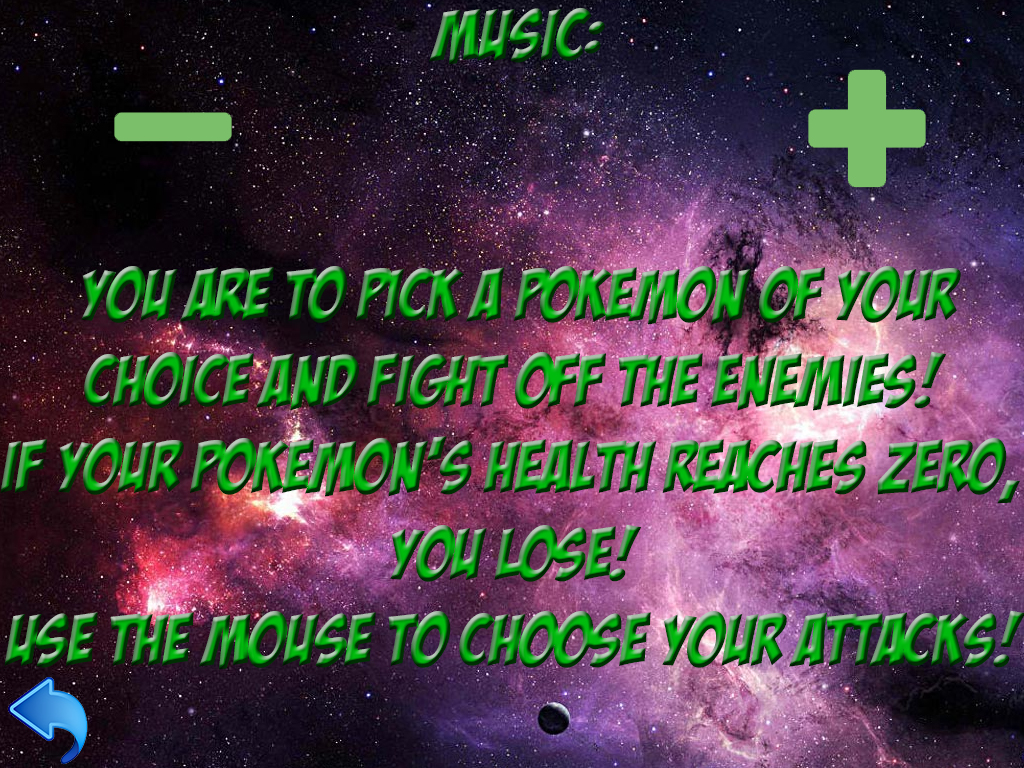 MUSIC:
YOU ARE TO PICK A POKEMON OF YOUR
CHOICE AND FIGHT OFF THE ENEMIES!
IF YOUR POKEMON'S HEALTH REACHES ZERO,
YOU LOSE!
USE THE MOUSE TO CHOOSE YOUR ATTACKS!